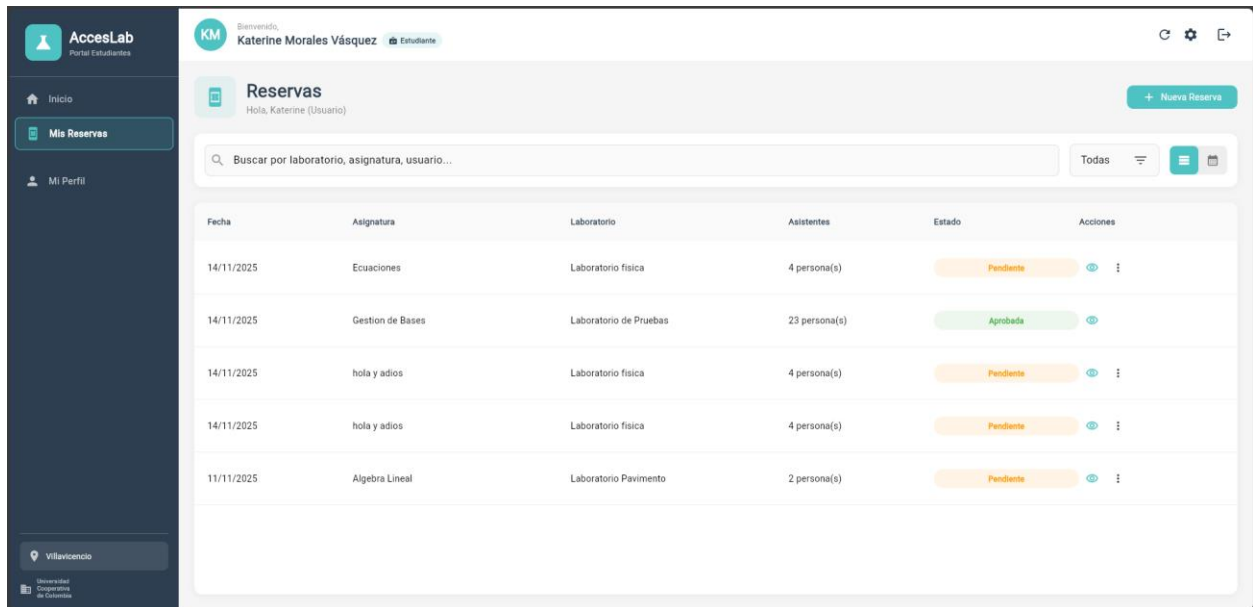 AccesLab
Portal Estudiantes
Inicio
Mis Reservas
Mi Perfil
Villavicencio
Universidad
Cooperativa
de Colombia
KM
Bienvenido,
Katerine Morales Vásquez Estudiante
Reservas
Hola, Katerine (Usuario)
+ Nueva Reserva
Buscar por laboratorio, asignatura, usuario...
Todas
Fecha Asignatura Laboratorio Asistentes Estado Acciones
14/11/2025 Ecuaciones Laboratorio fisica 4 persona(s) Pendiente
14/11/2025 Gestion de Bases Laboratorio de Pruebas 23 persona(s) Aprobada
14/11/2025 hola y adios Laboratorio fisica 4 persona(s) Pendiente
14/11/2025 hola y adios Laboratorio fisica 4 persona(s) Pendiente
11/11/2025 Algebra Lineal Laboratorio Pavimento 2 persona(s) Pendiente